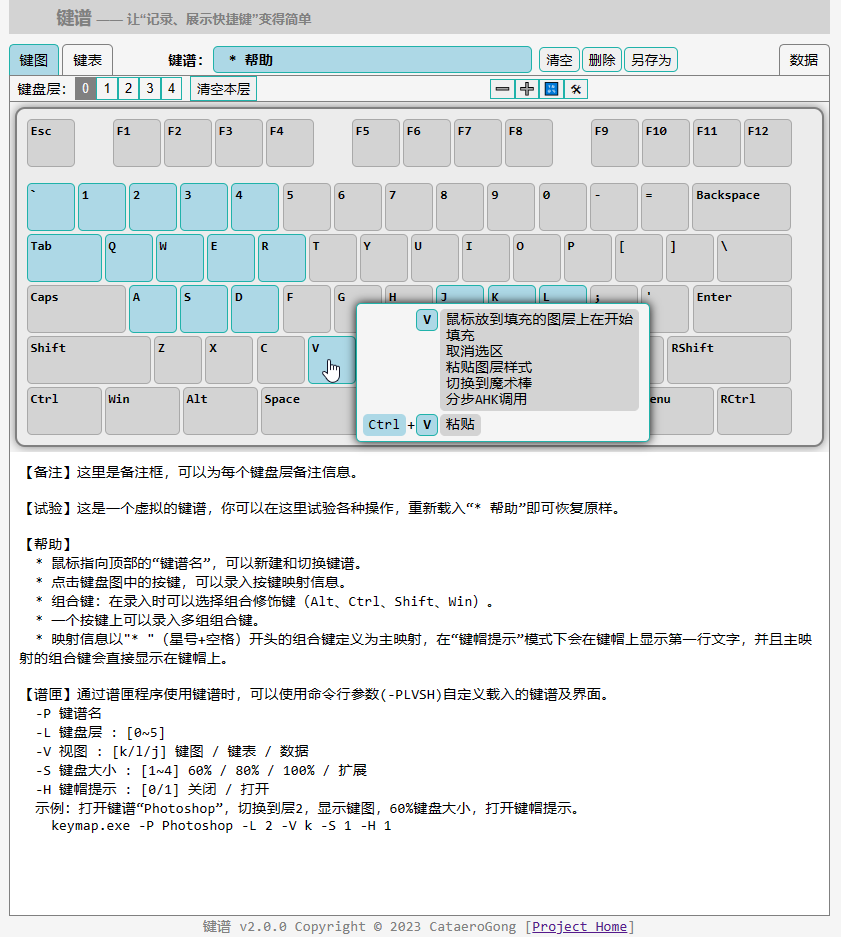 键谱 —— 让“记录、展示快捷键”变得简单
键图 键表 键谱: * 帮助 清空 删除 另存为 数据
键盘层: 0 1 2 3 4 清空本层
Esc F1 F2 F3 F4 F5 F6 F7 F8 F9 F10 F11 F12
` 1 2 3 4 5 6 7 8 9 0 - = Backspace
Tab Q W E R T Y U I O P [ ] \
Caps A S D F G H J K L ; ' Enter
Shift Z X C V RShift
Ctrl Win Alt Space enu RCtrl
V 鼠标放到填充的图层上在开始
填充
取消选区
粘贴图层样式
切换到魔术棒
分步AHK调用
Ctrl + V 粘贴
【备注】这里是备注框，可以为每个键盘层备注信息。
【试验】这是一个虚拟的键谱，你可以在这里试验各种操作，重新载入“* 帮助”即可恢复原样。
【帮助】
* 鼠标指向顶部的“键谱名”，可以新建和切换键谱。
* 点击键盘图中的按键，可以录入按键映射信息。
* 组合键：在录入时可以选择组合修饰键（Alt、Ctrl、Shift、Win）。
* 一个按键上可以录入多组组合键。
* 映射信息以"* "（星号+空格）开头的组合键定义为主映射，在“键帽提示”模式下会在键帽上显示第一行文字，并且主映
射的组合键会直接显示在键帽上。
【谱匣】通过谱匣程序使用键谱时，可以使用命令行参数(-PLVSH)自定义载入的键谱及界面。
-P 键谱名
-L 键盘层 : [0~5]
-V 视图 : [k/l/j] 键图 / 键表 / 数据
-S 键盘大小 : [1~4] 60% / 80% / 100% / 扩展
-H 键帽提示 : [0/1] 关闭 / 打开
示例：打开键谱“Photoshop”，切换到层2，显示键图，60%键盘大小，打开键帽提示。
keymap.exe -P Photoshop -L 2 -V k -S 1 -H 1
键谱 v2.0.0 Copyright © 2023 CataeroGong [Project Home]